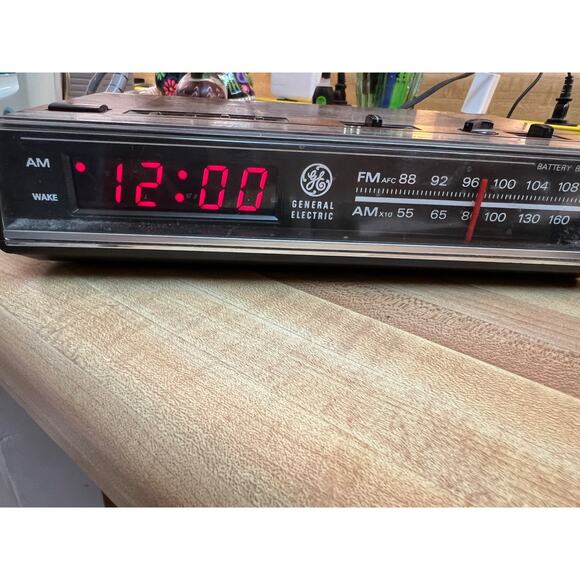 AM
WAKE
12:00
GENERAL
ELECTRIC
BATTERY
FM AFC 88 92 96 100 104 108
AM X10 55 65 80 100 130 160